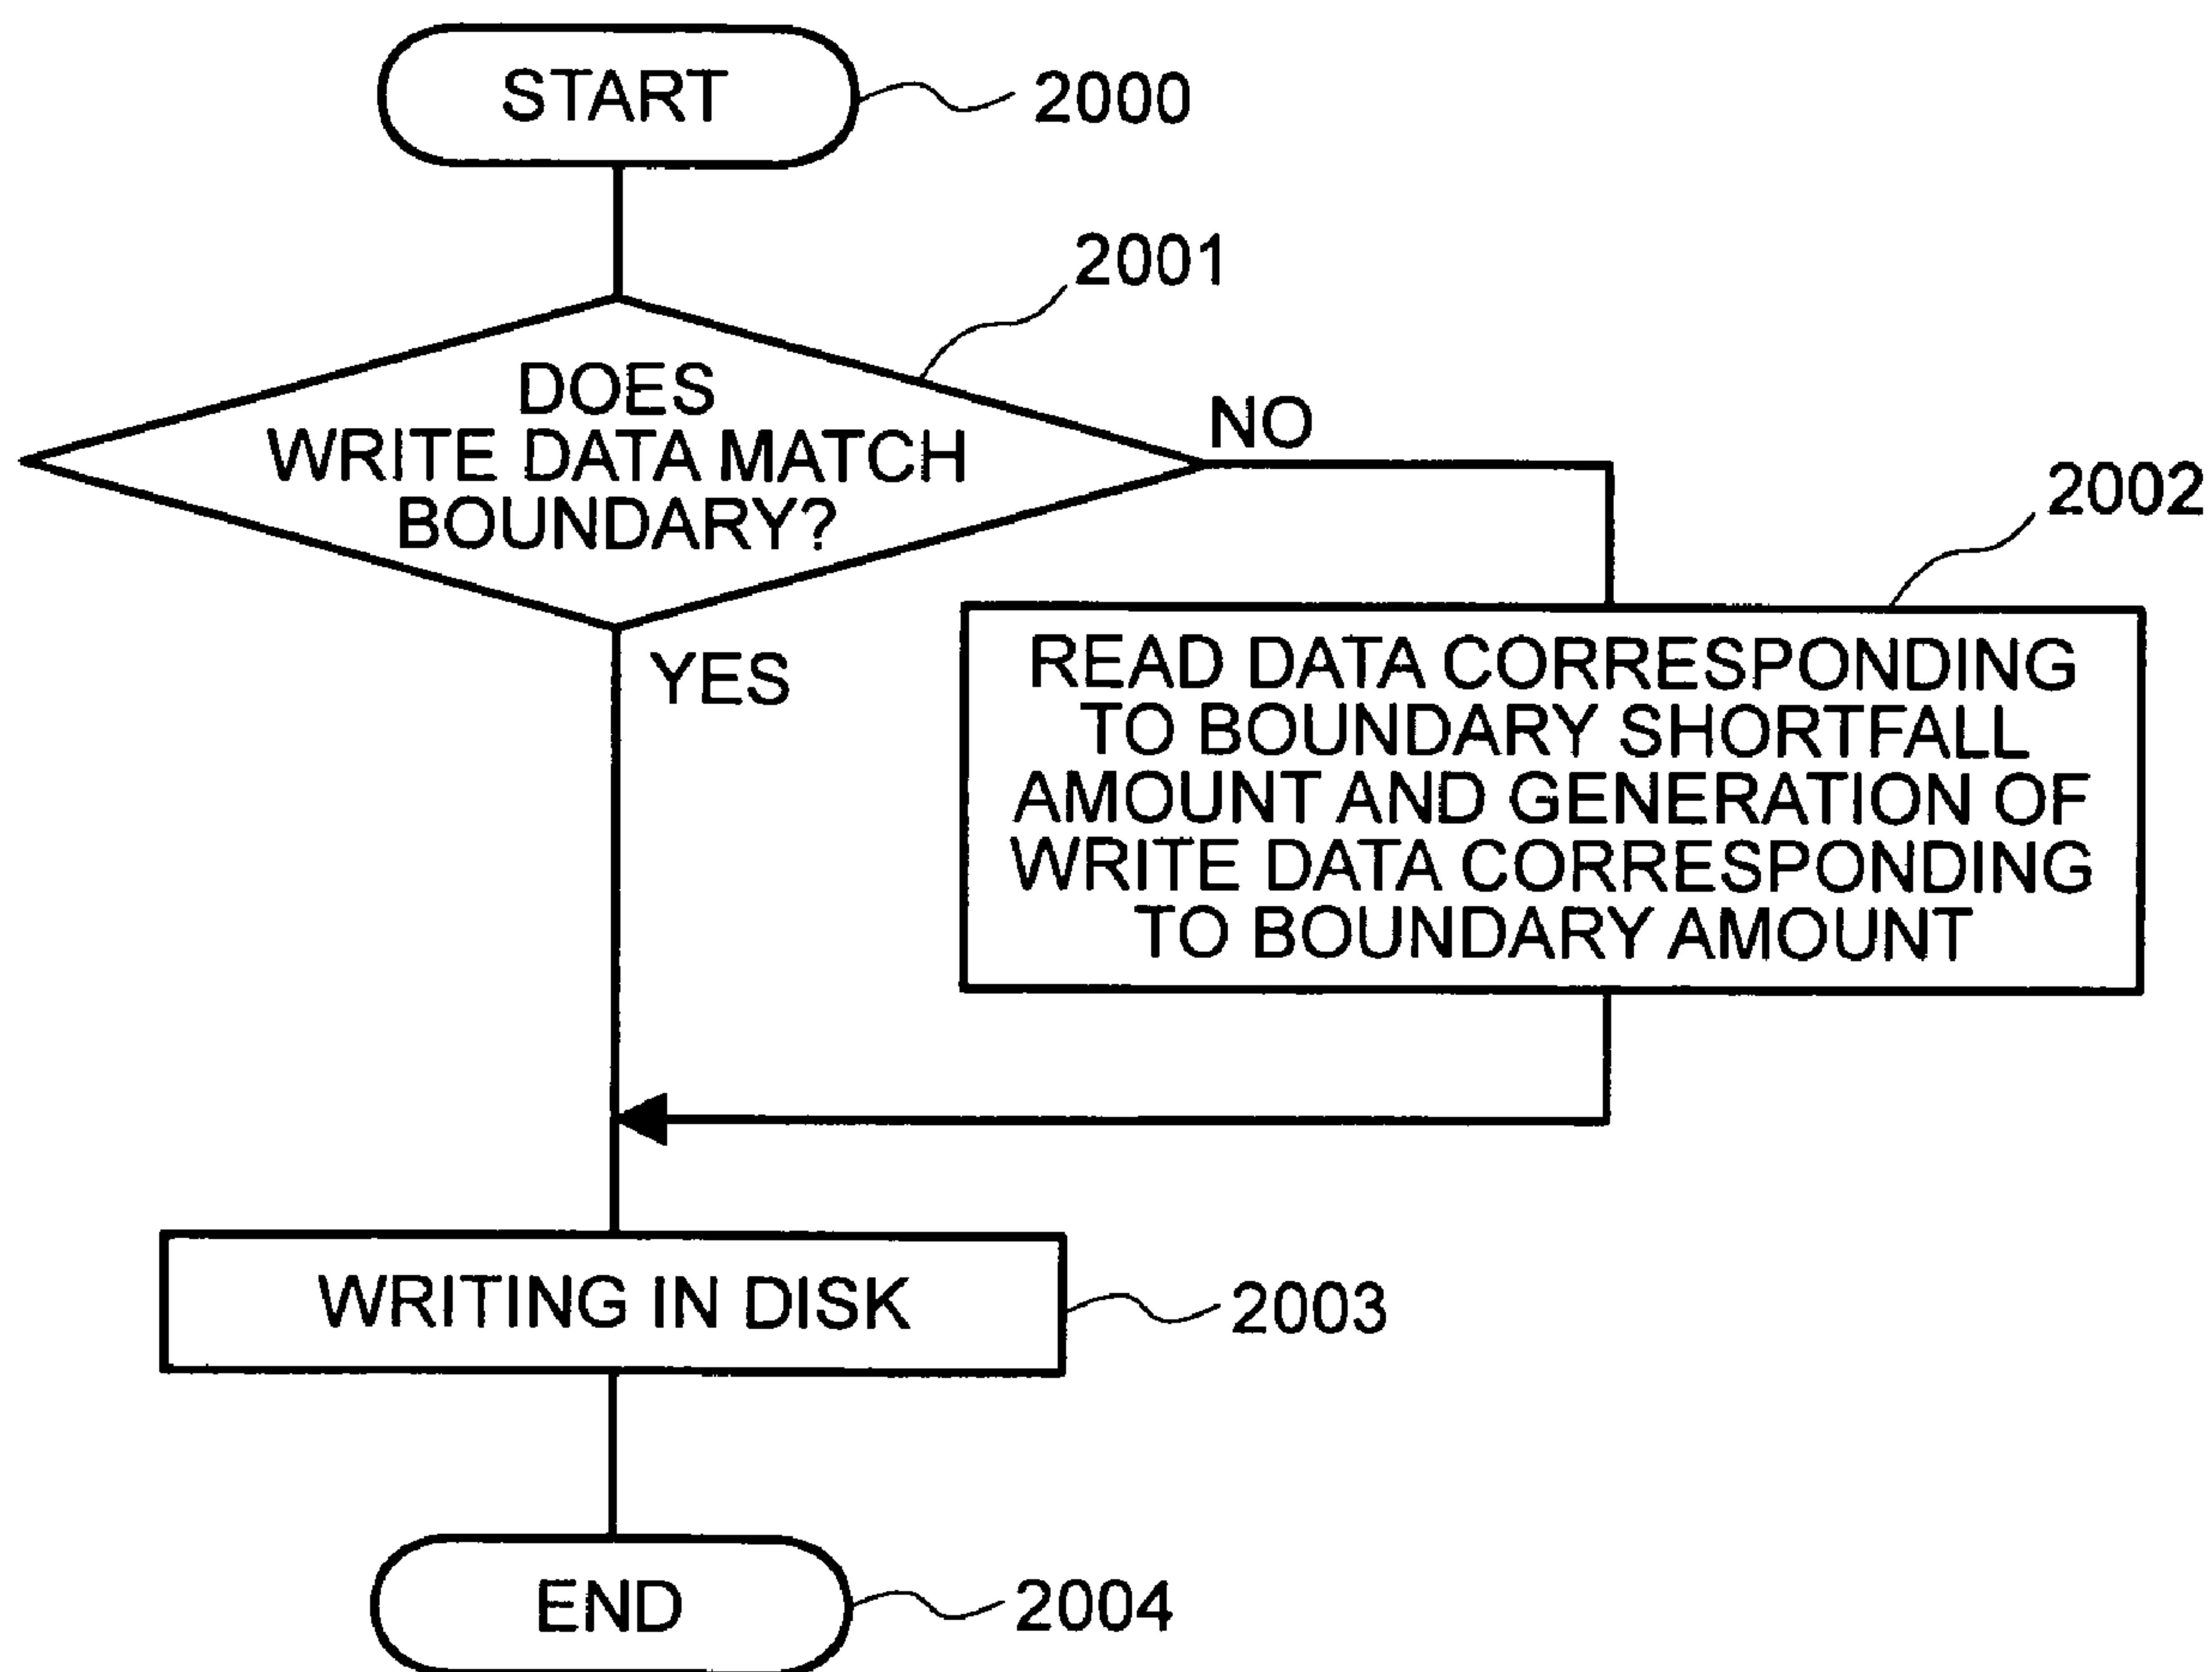 START
2000
2001
DOES
WRITE DATA MATCH
BOUNDARY?
NO
YES
2002
READ DATA CORRESPONDING
TO BOUNDARY SHORTFALL
AMOUNT AND GENERATION OF
WRITE DATA CORRESPONDING
TO BOUNDARY AMOUNT
WRITING IN DISK
2003
END
2004